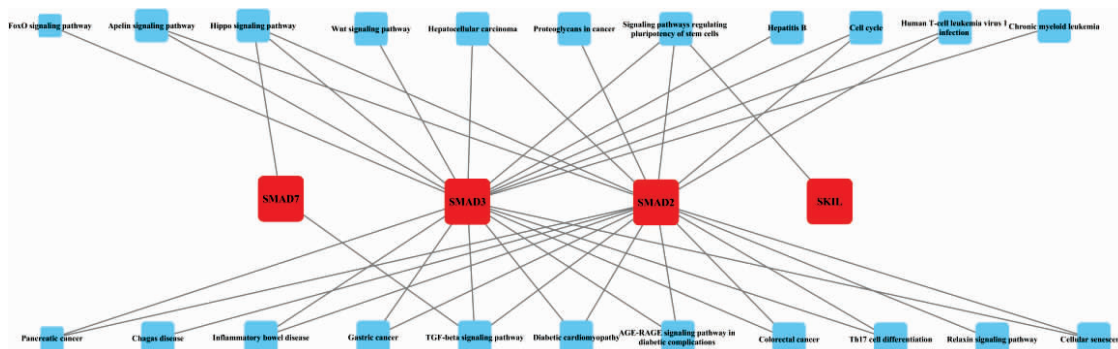 FoxO signaling pathway
Apelin signaling pathway
Hippo signaling pathway
Wnt signaling pathway
Hepatocellular carcinoma
Proteoglycans in cancer
Signaling pathways regulating
pluripotency of stem cells
Hepatitis B
Cell cycle
Human T-cell leukemia virus 1
infection
Chronic myeloid leukemia
SMAD7
SMAD3
SMAD2
SKIL
Pancreatic cancer
Chagas disease
Inflammatory bowel disease
Gastric cancer
TGF-beta signaling pathway
Diabetic cardiomyopathy
AGE-RAGE signaling pathway in
diabetic complications
Colorectal cancer
Th17 cell differentiation
Relaxin signaling pathway
Cellular senesce